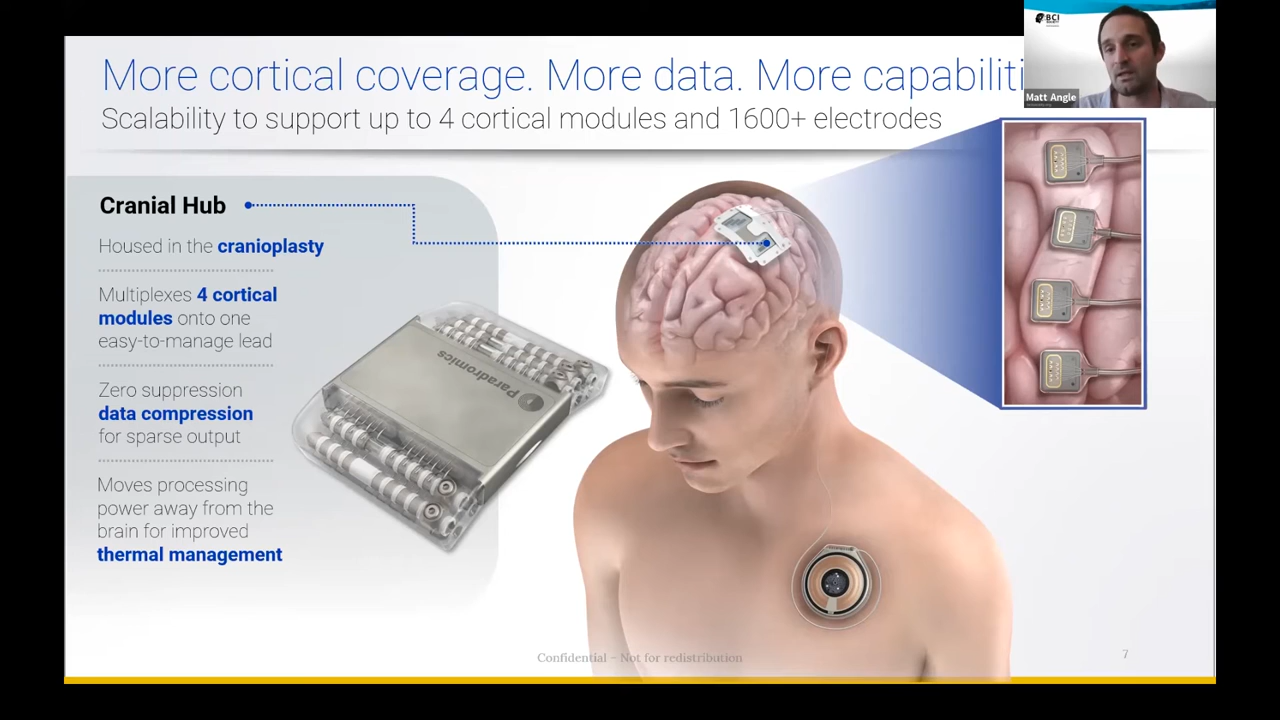 BCI
More cortical coverage. More data. More capabiliti
Matt Angle
Scalability to support up to 4 cortical modules and 1600+ electrodes
Cranial Hub
Housed in the cranioplasty
Multiplexes 4 cortical
modules onto one
easy-to-manage lead
Zero suppression
data compression
for sparse output
Moves processing
power away from the
brain for improved
thermal management
Paradromics
Confidential – Not for redistribution
7